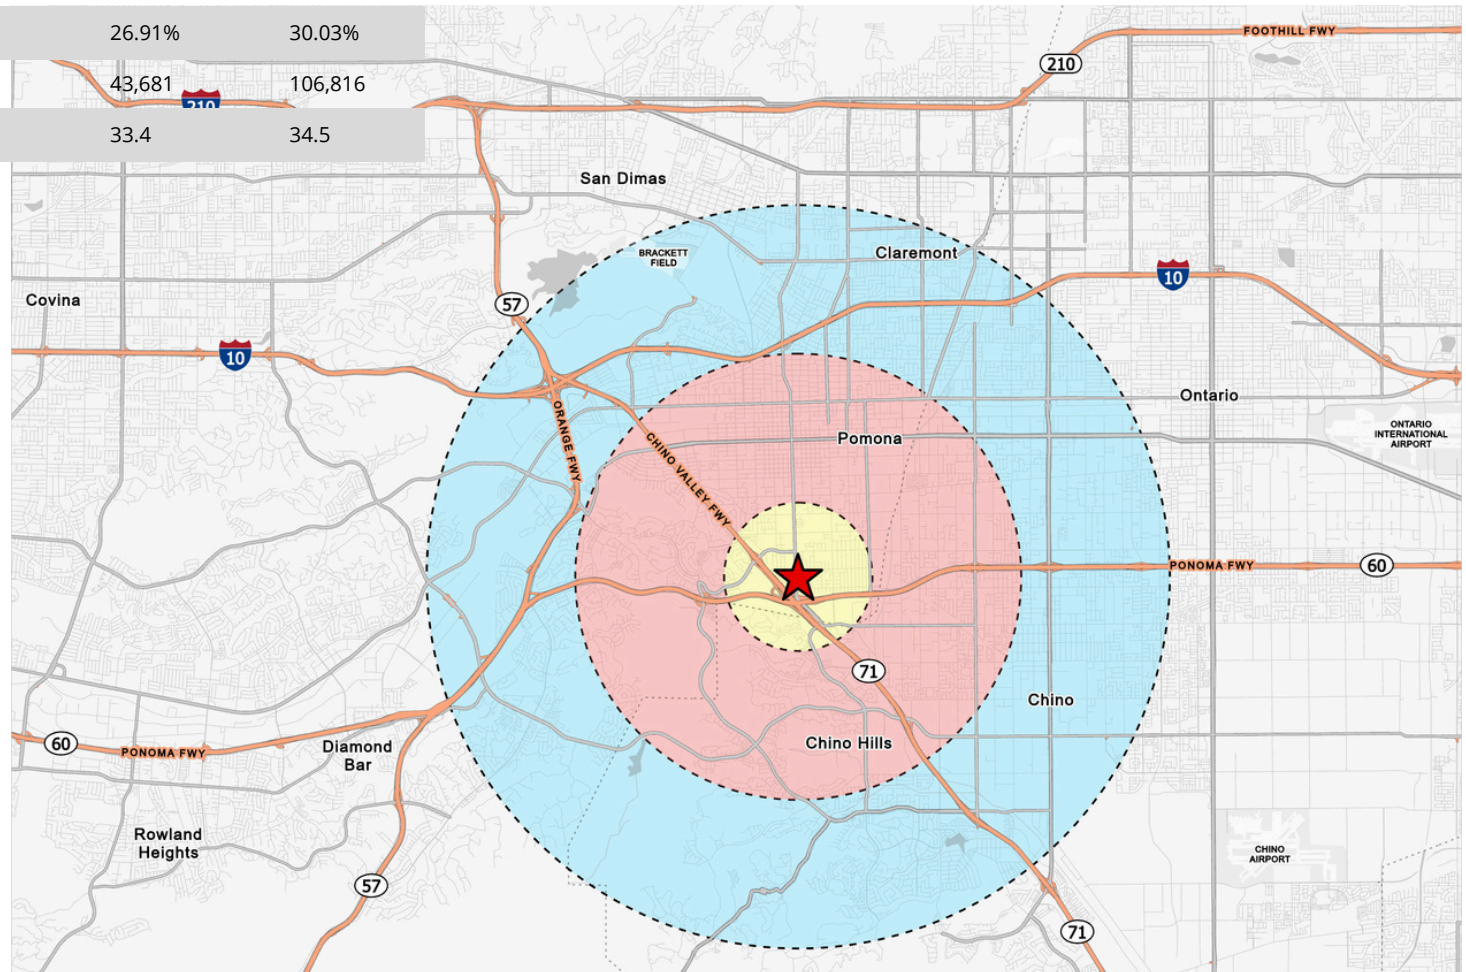 26.91% 30.03%
43,681 106,816
33.4 34.5
FOOTHILL FWY
210
210
San Dimas
BRACKETT
FIELD
Claremont
10
Covina
57
10
Ontario
ONTARIO
INTERNATIONAL
AIRPORT
ORANGE FWY
CHINO VALLEY FWY
Pomona
PONOMA FWY
60
71
Chino
60
PONOMA FWY
Diamond
Bar
Chino Hills
Rowland
Heights
CHINO
AIRPORT
57
71